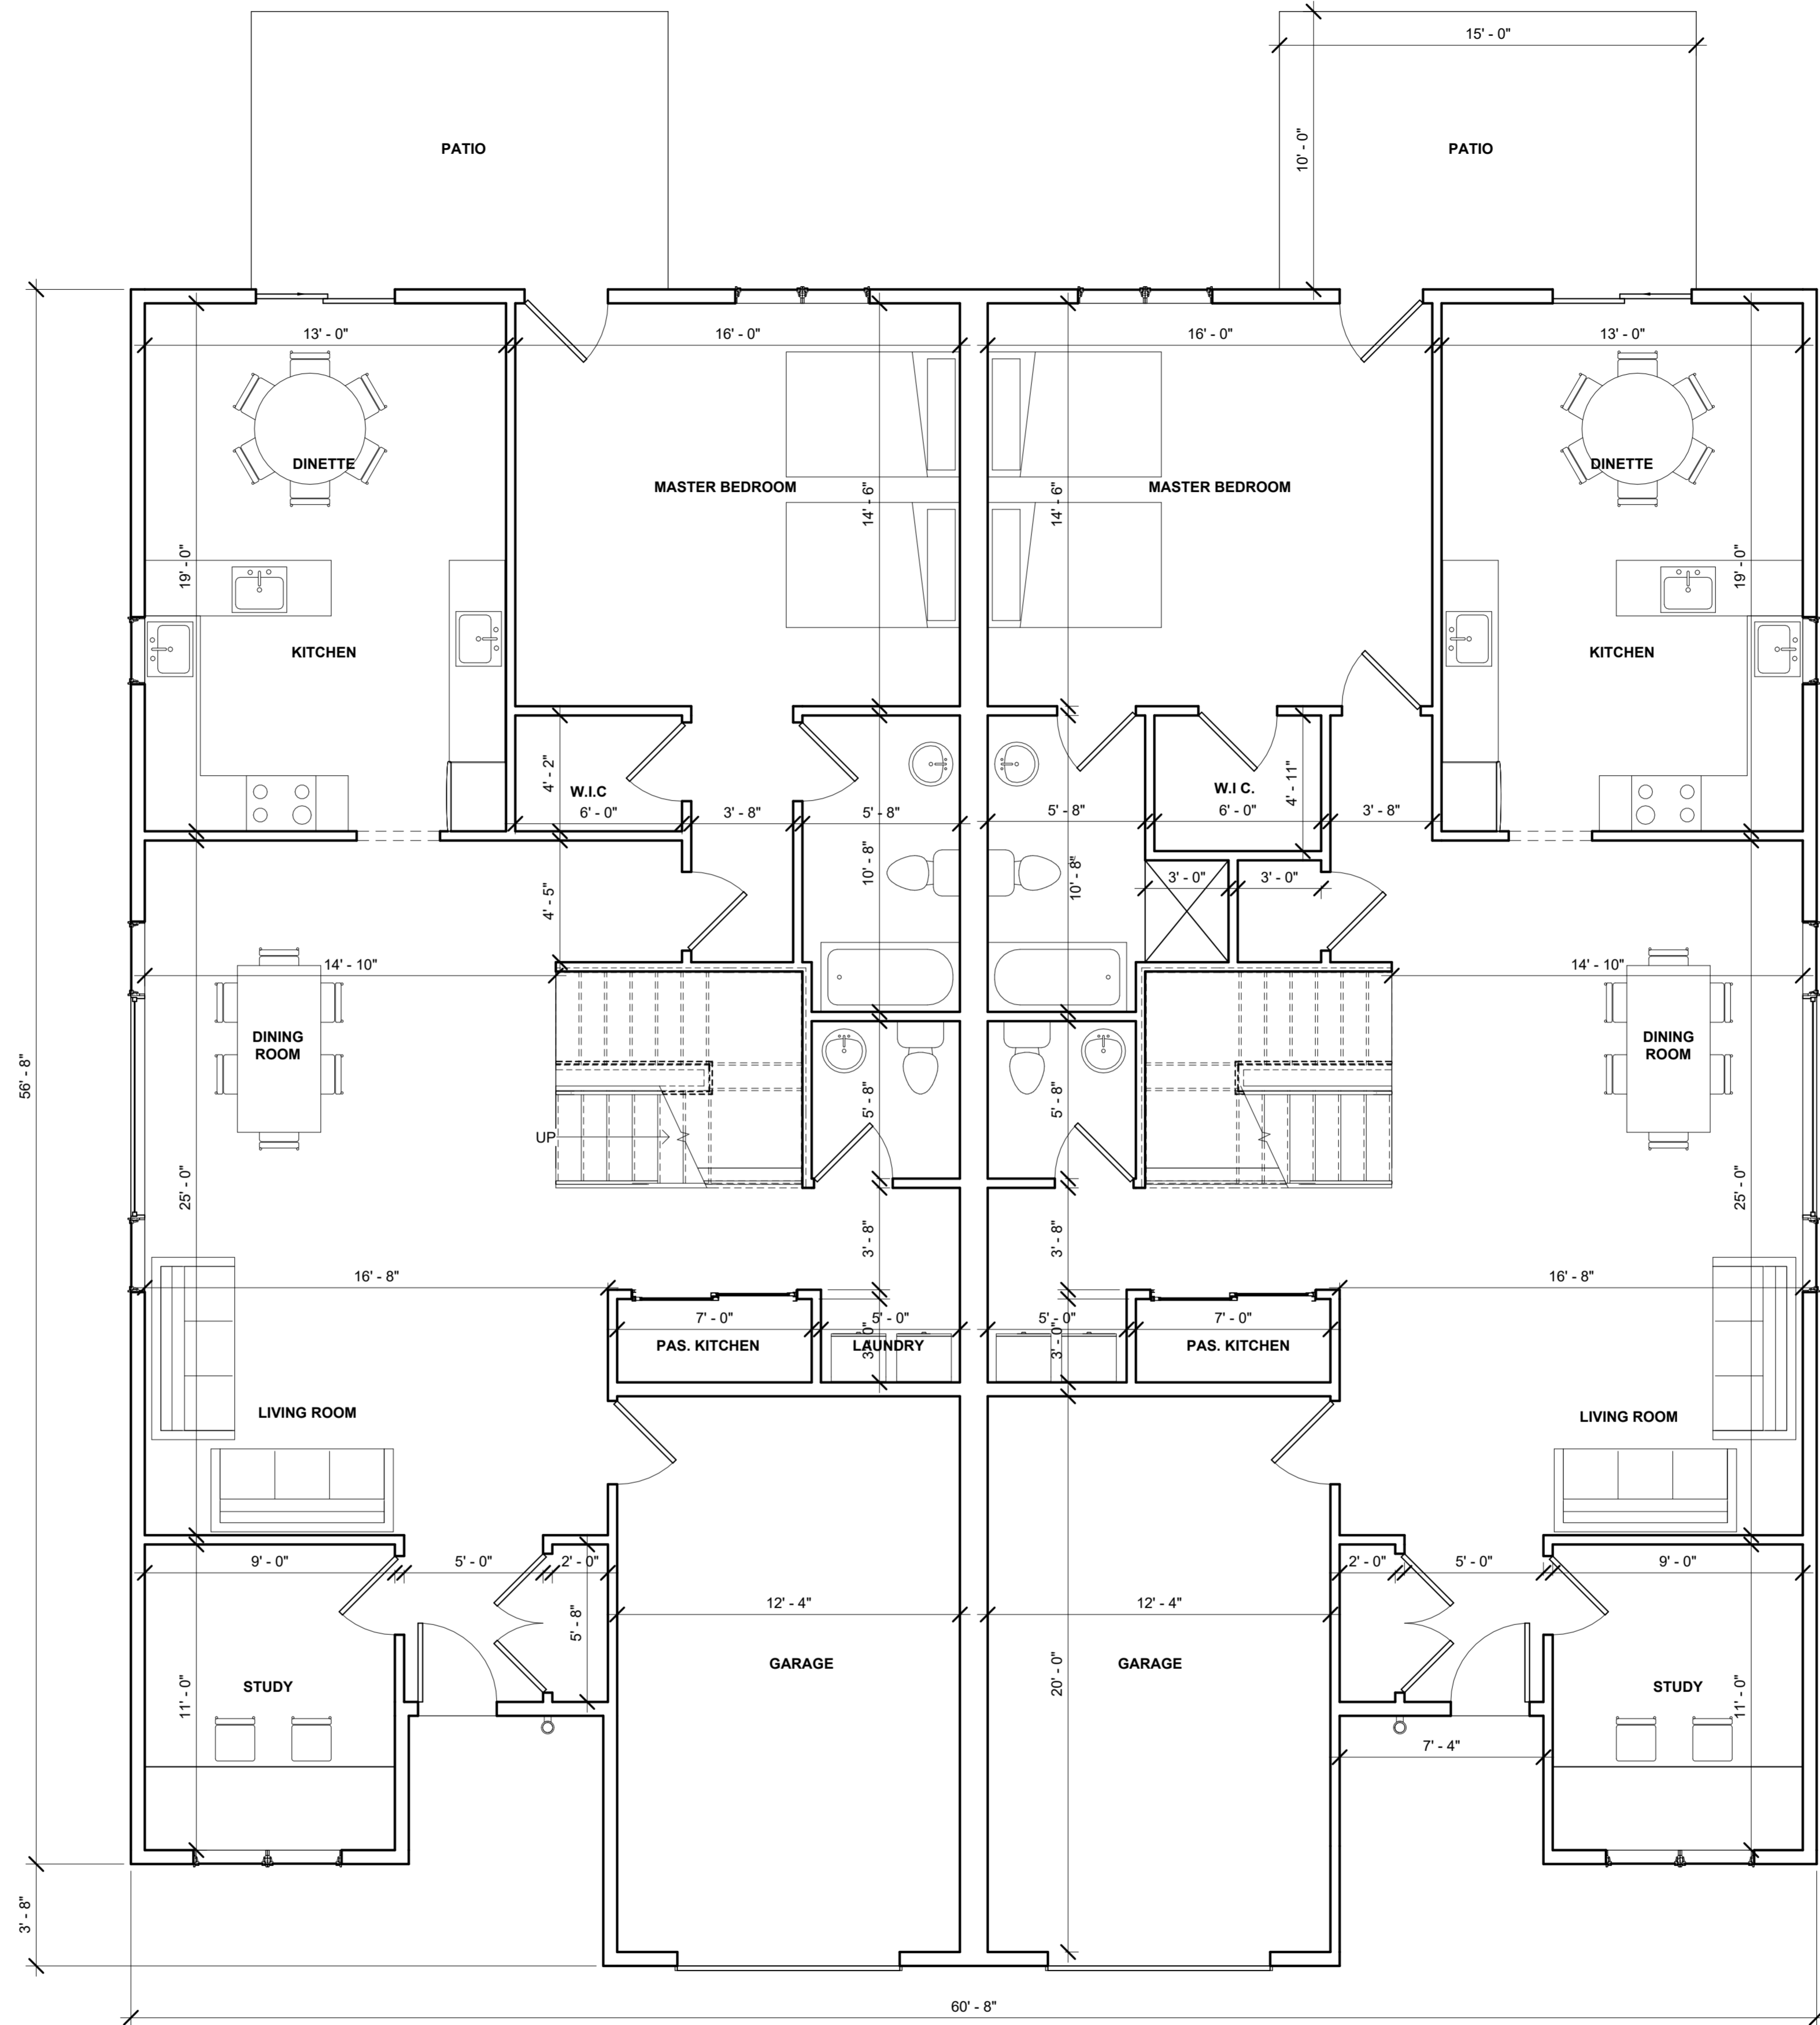 15' - 0"
PATIO
10' - 0"
PATIO
13' - 0"
16' - 0"
16' - 0"
13' - 0"
DINETTE
MASTER BEDROOM
14' - 6"
14' - 6"
MASTER BEDROOM
DINETTE
19' - 0"
19' - 0"
KITCHEN
KITCHEN
4' - 2"
W.I.C
6' - 0"
3' - 8"
5' - 8"
5' - 8"
W.I C.
6' - 0"
4' - 11"
3' - 8"
10' - 8"
10' - 8"
3' - 0"
3' - 0"
4' - 5"
14' - 10"
14' - 10"
DINING
ROOM
DINING
ROOM
56' - 8"
5' - 8"
5' - 8"
UP
25' - 0"
25' - 0"
3' - 8"
3' - 8"
16' - 8"
16' - 8"
7' - 0"
5' - 0"
5' - 0"
7' - 0"
PAS. KITCHEN
LAUNDRY
3' - 0"
3' - 0"
PAS. KITCHEN
LIVING ROOM
LIVING ROOM
9' - 0"
5' - 0"
2' - 0"
2' - 0"
5' - 0"
9' - 0"
12' - 4"
12' - 4"
5' - 8"
GARAGE
20' - 0"
GARAGE
STUDY
STUDY
11' - 0"
11' - 0"
7' - 4"
3' - 8"
60' - 8"